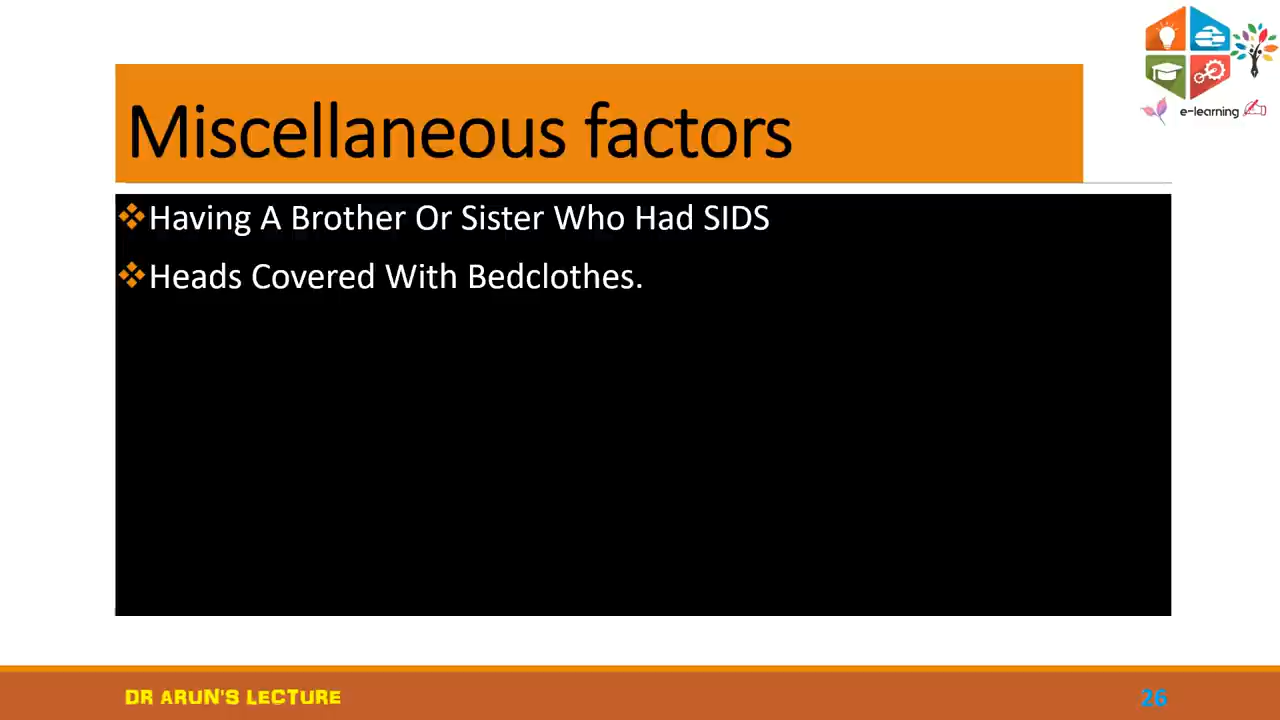 e-learning
Miscellaneous factors
❖Having A Brother Or Sister Who Had SIDS
❖Heads Covered With Bedclothes.
DR ARUN'S LECTURE
26